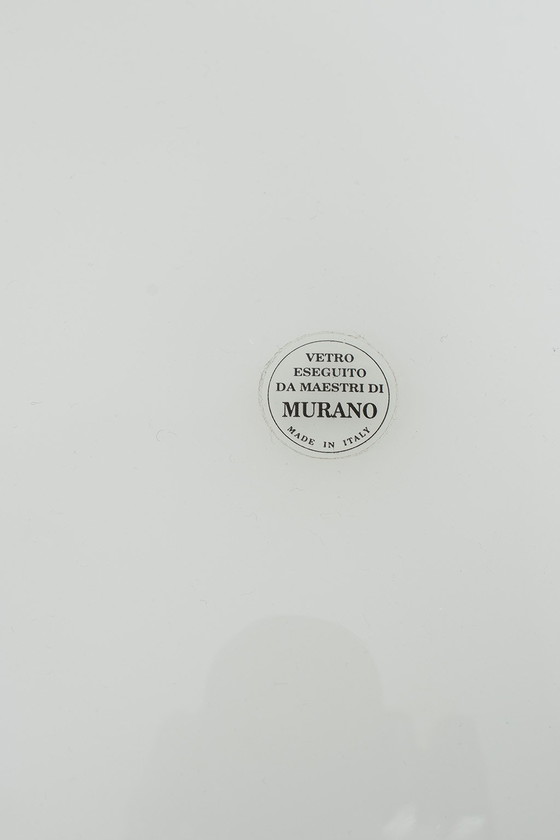 VETRO
ESEGUITO
DA MAESTRI DI
MURANO
MADE IN ITALY